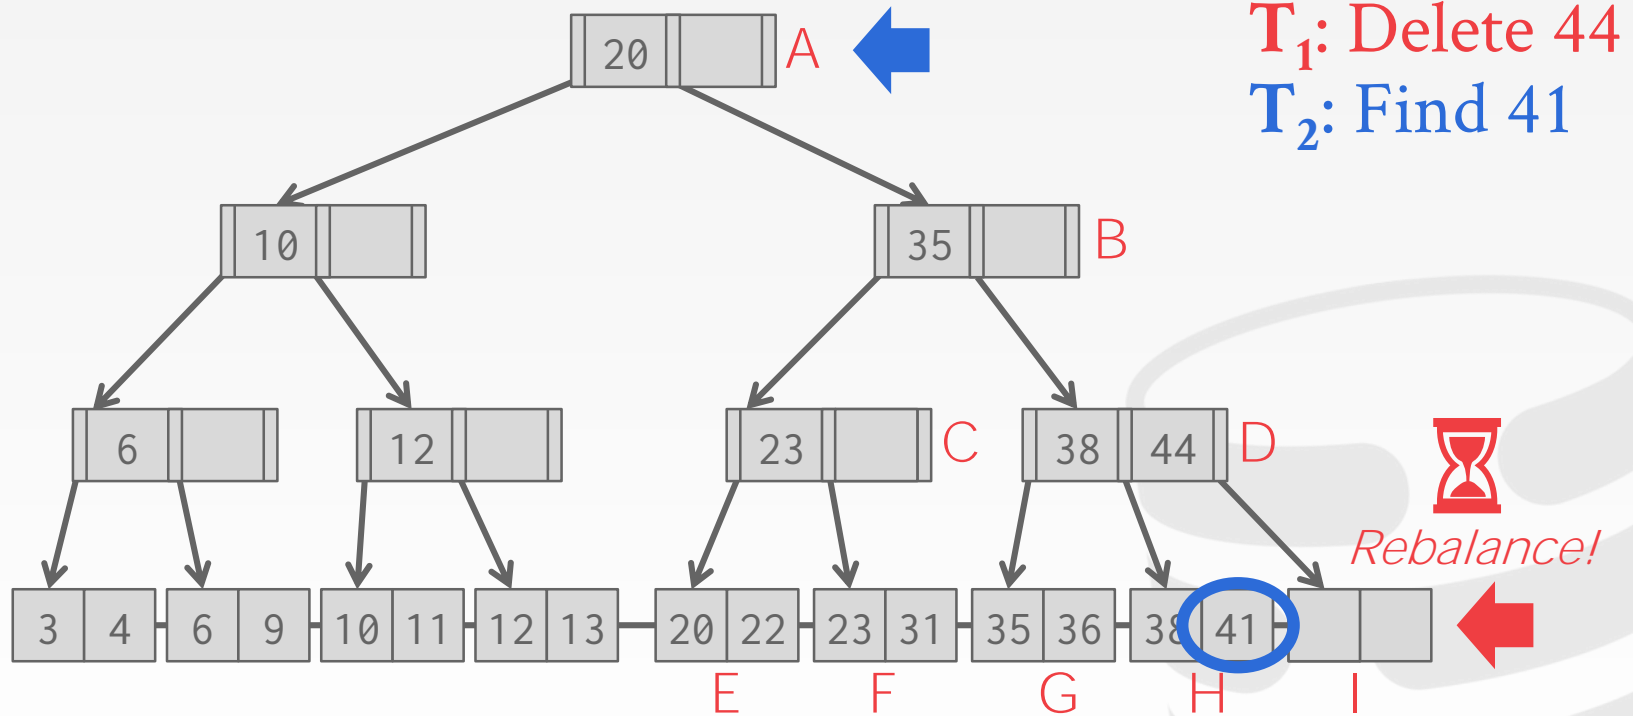 20 A
T1: Delete 44
T2: Find 41
10
35 B
6
12
23 C
38 44 D
Rebalance!
3 4 6 9 10 11 12 13 20 22 23 31 35 36 38 41
E F G H I